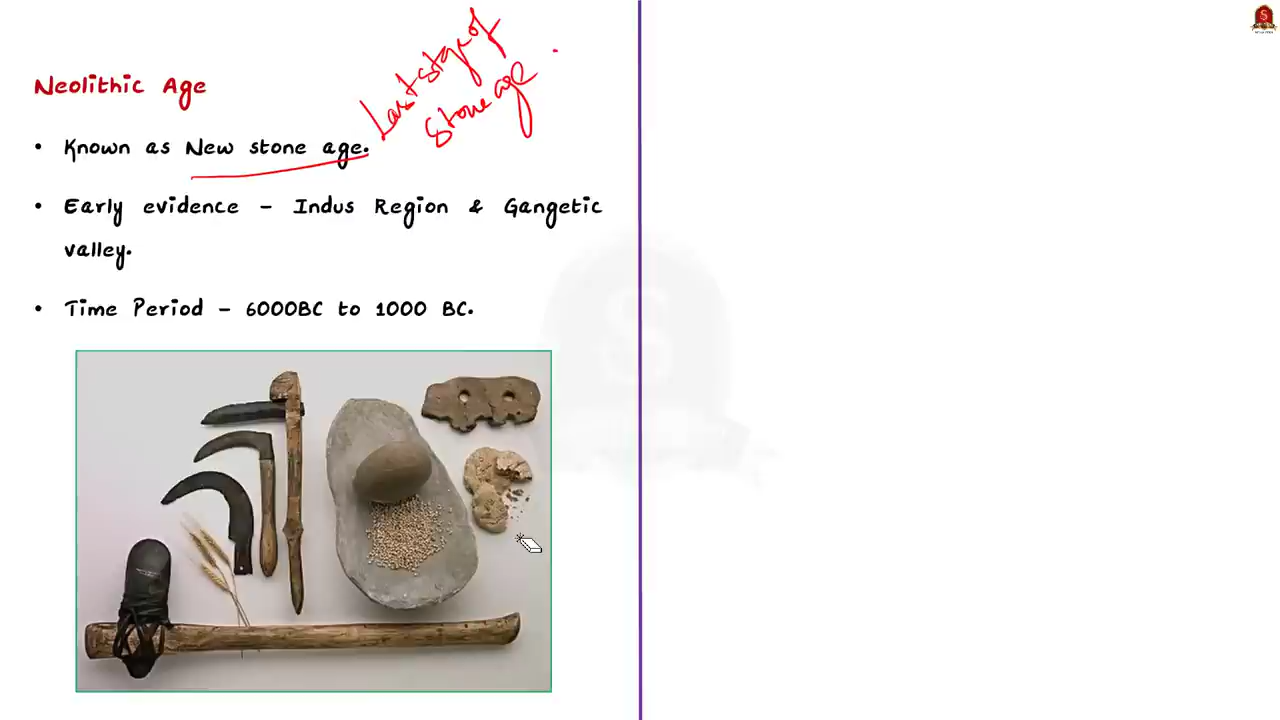 Neolithic Age
Last stge of
stone age
• Known as New stone age.
• Early evidence - Indus Region & Gangetic
valley.
• Time Period - 6000BC to 1000 BC.